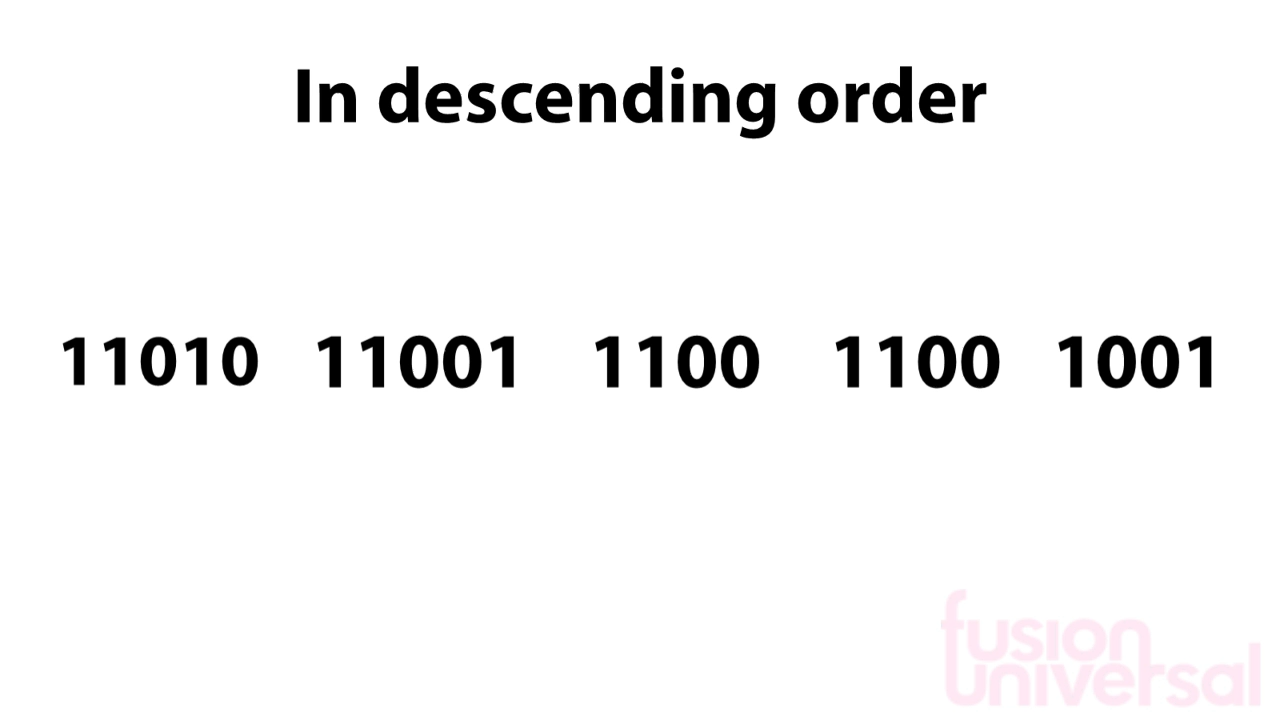 In descending order
11010 11001 1100 1100 1001
fusion
universal